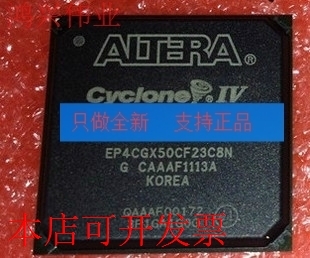 ALTERA®
Cyclone® IV
只做全新 支持正品
EP4CGX50CF23C8N
G CAAAF1113A
KOREA
本店可开发票